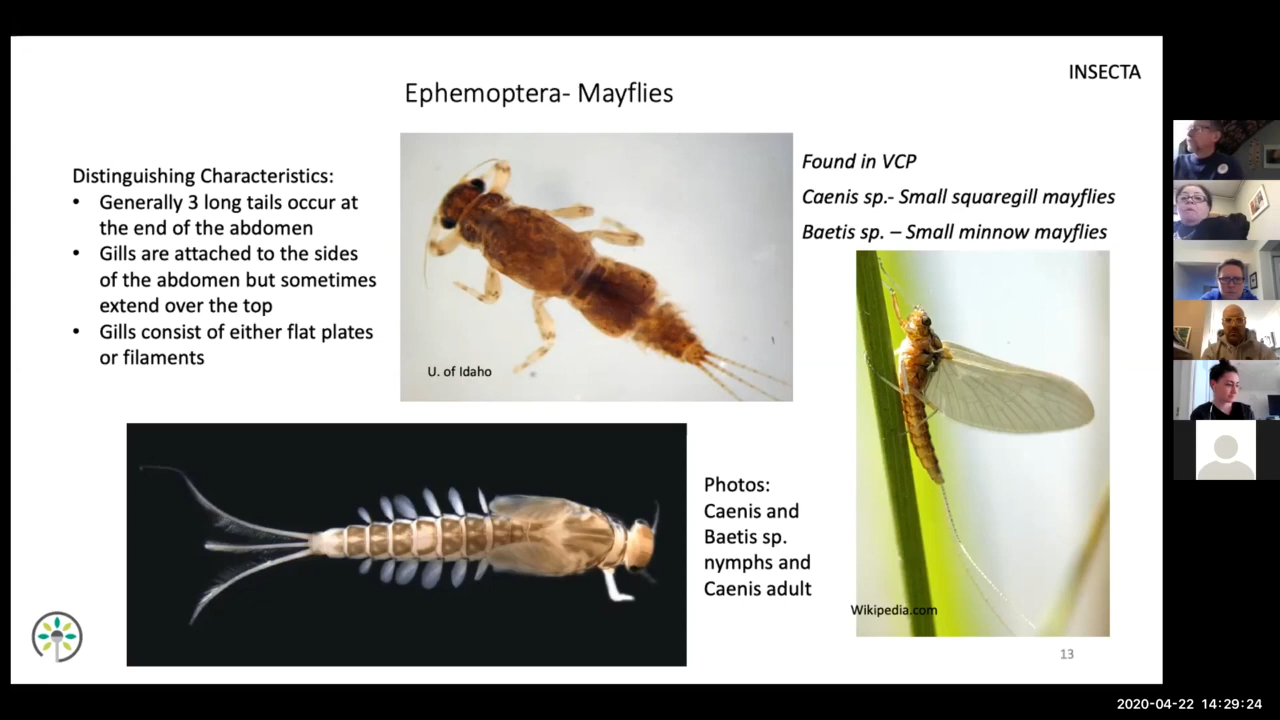 INSECTA
Ephemoptera- Mayflies
Distinguishing Characteristics:
• Generally 3 long tails occur at
the end of the abdomen
• Gills are attached to the sides
of the abdomen but sometimes
extend over the top
• Gills consist of either flat plates
or filaments
U. of Idaho
Found in VCP
Caenis sp.- Small squaregill mayflies
Baetis sp. – Small minnow mayflies
Photos:
Caenis and
Baetis sp.
nymphs and
Caenis adult
Wikipedia.com
13
2020-04-22 14:29:24